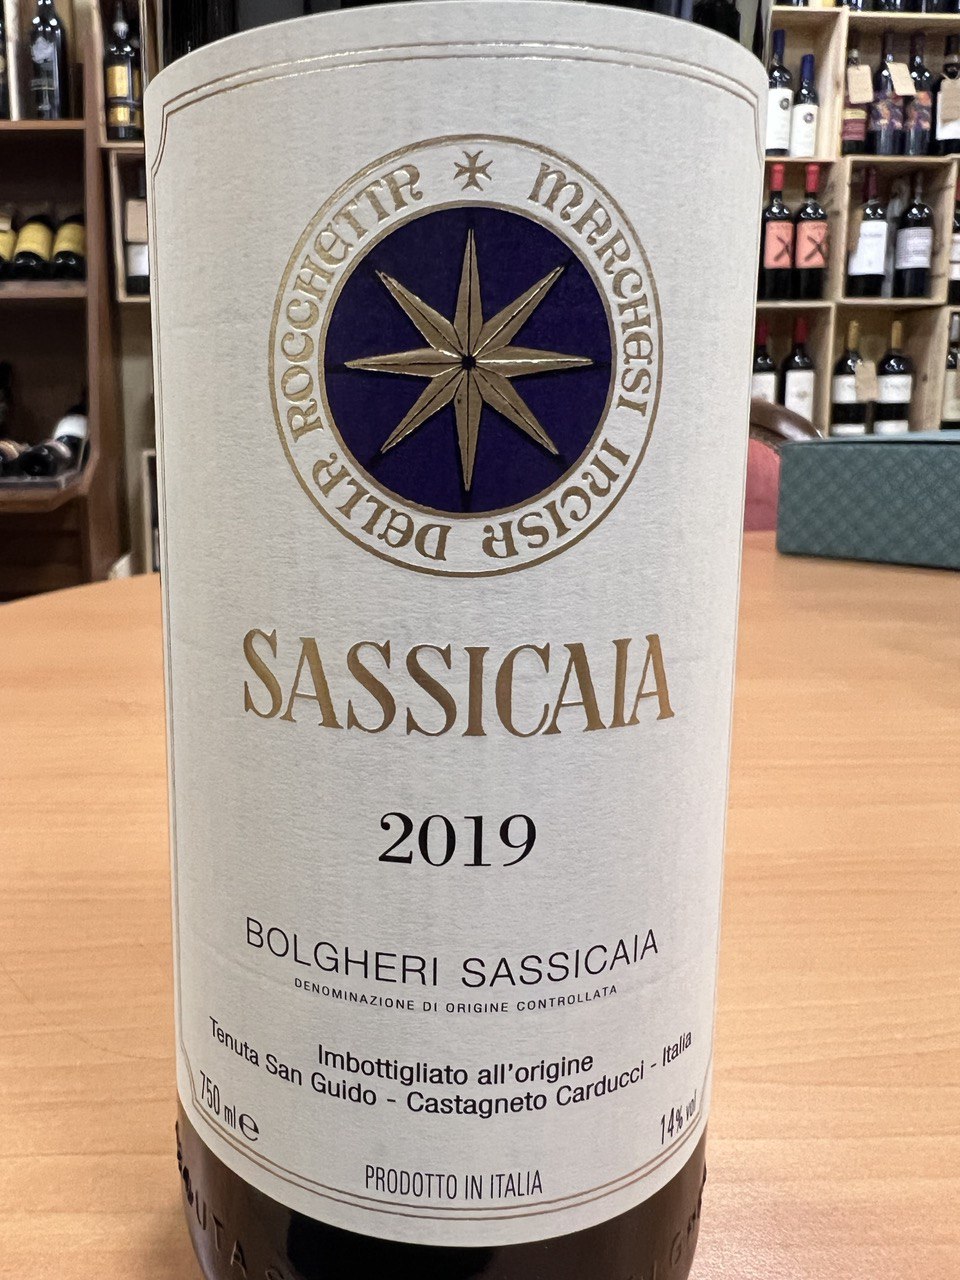 MARCHESI INCISA DELLA ROCCHETTA
SASSICAIA
2019
BOLGHERI SASSICAIA
DENOMINAZIONE DI ORIGINE CONTROLLATA
Imbottigliato all'origine
Tenuta San Guido - Castagneto Carducci - Italia
750 ml e
14% vol
PRODOTTO IN ITALIA